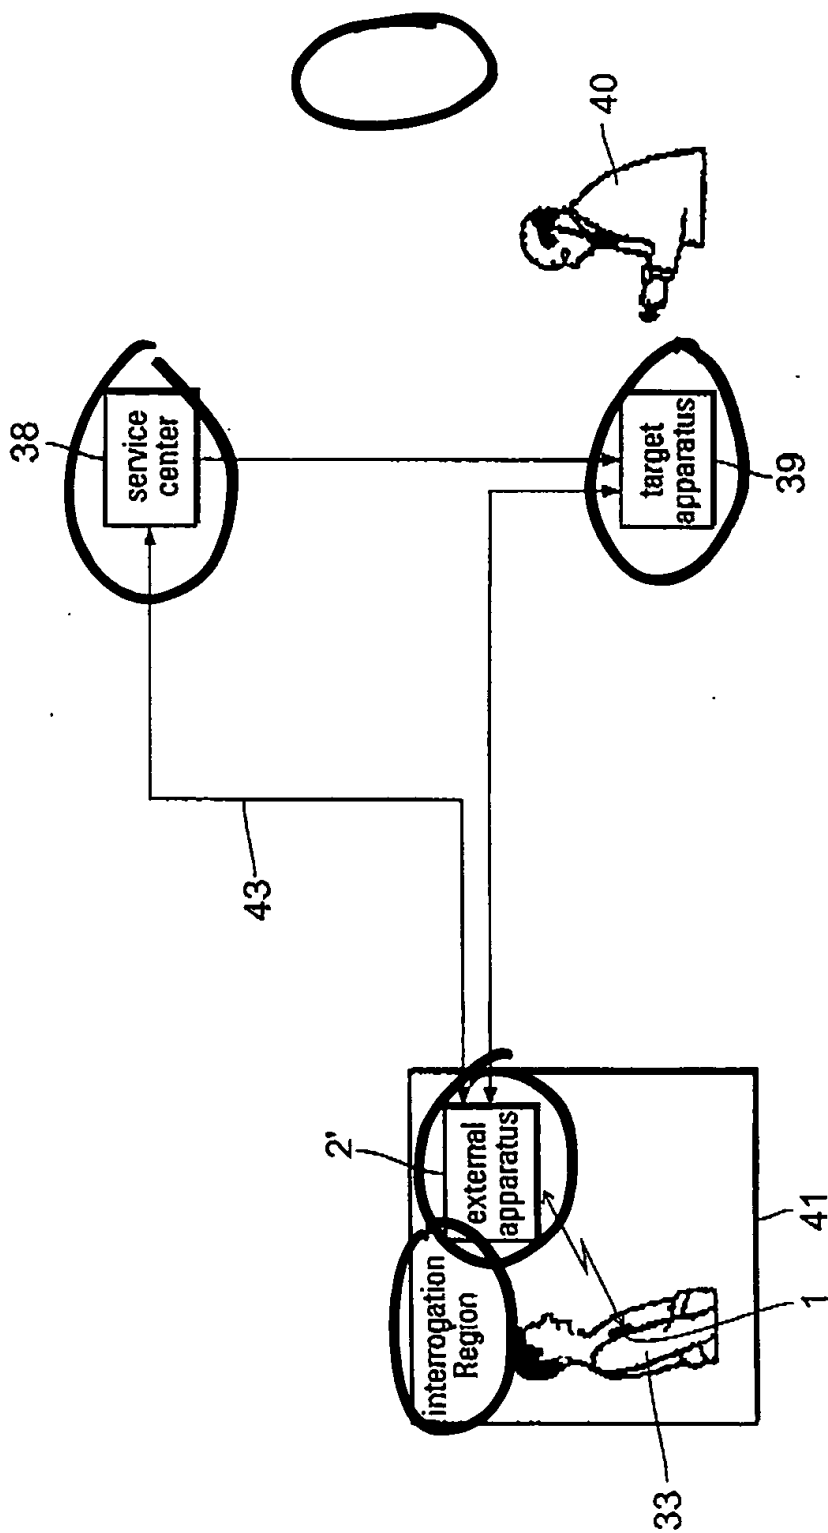 38
service
center
40
43
target
apparatus
39
2'
external
apparatus
interrogation
Region
41
1
33